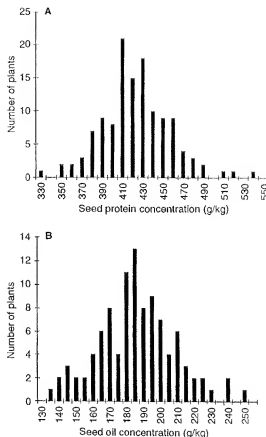 A
25
20
15
10
5
0
Number of plants
330 350 370 390 410 430 450 470 490 510 530 550
Seed protein concentration (g/kg)
B
14
12
10
8
6
4
2
0
Number of plants
130 140 150 160 170 180 190 200 210 220 230 240 250
Seed oil concentration (g/kg)